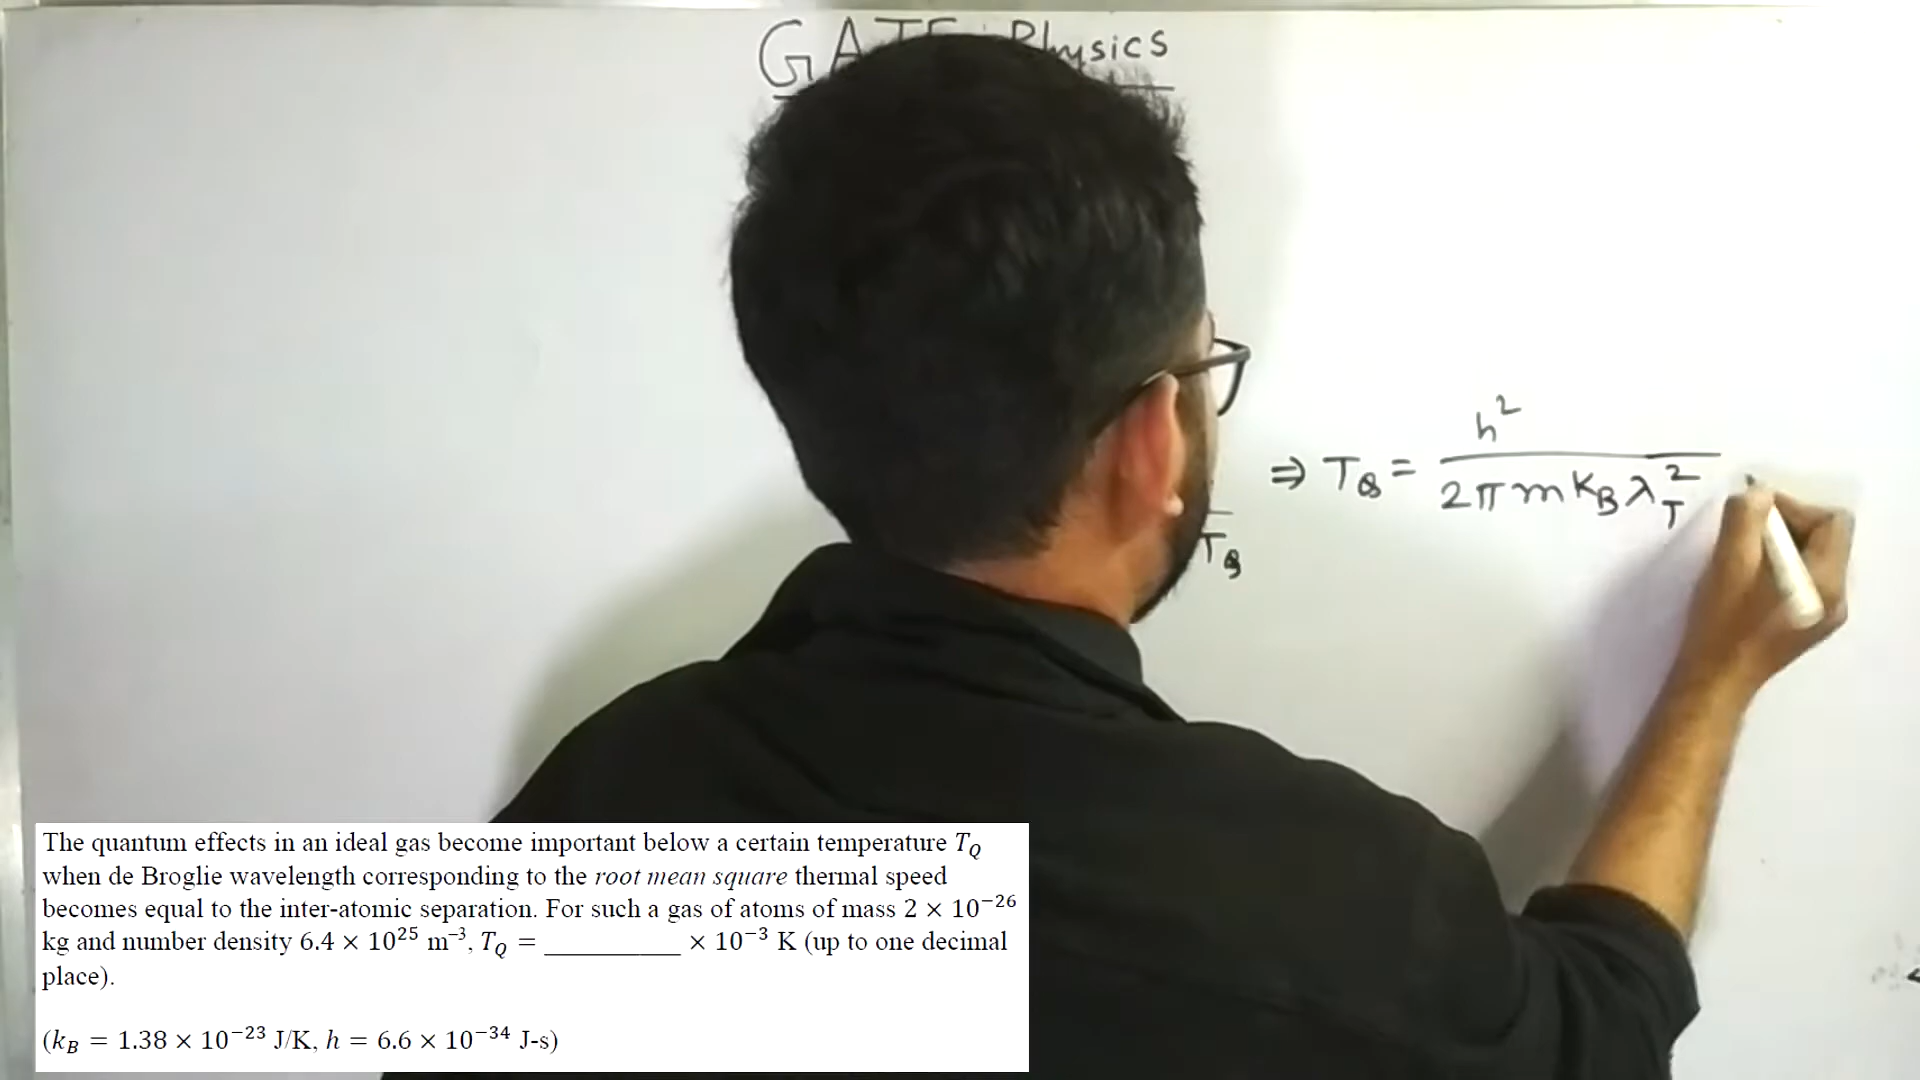 GATE: Physics
⇒ T_Q = h² / 2πmk_Bλ_T²
T_Q
The quantum effects in an ideal gas become important below a certain temperature T_Q
when de Broglie wavelength corresponding to the root mean square thermal speed
becomes equal to the inter-atomic separation. For such a gas of atoms of mass 2 × 10⁻²⁶
kg and number density 6.4 × 10²⁵ m⁻³, T_Q = __________ × 10⁻³ K (up to one decimal
place).
(k_B = 1.38 × 10⁻²³ J/K, h = 6.6 × 10⁻³⁴ J-s)